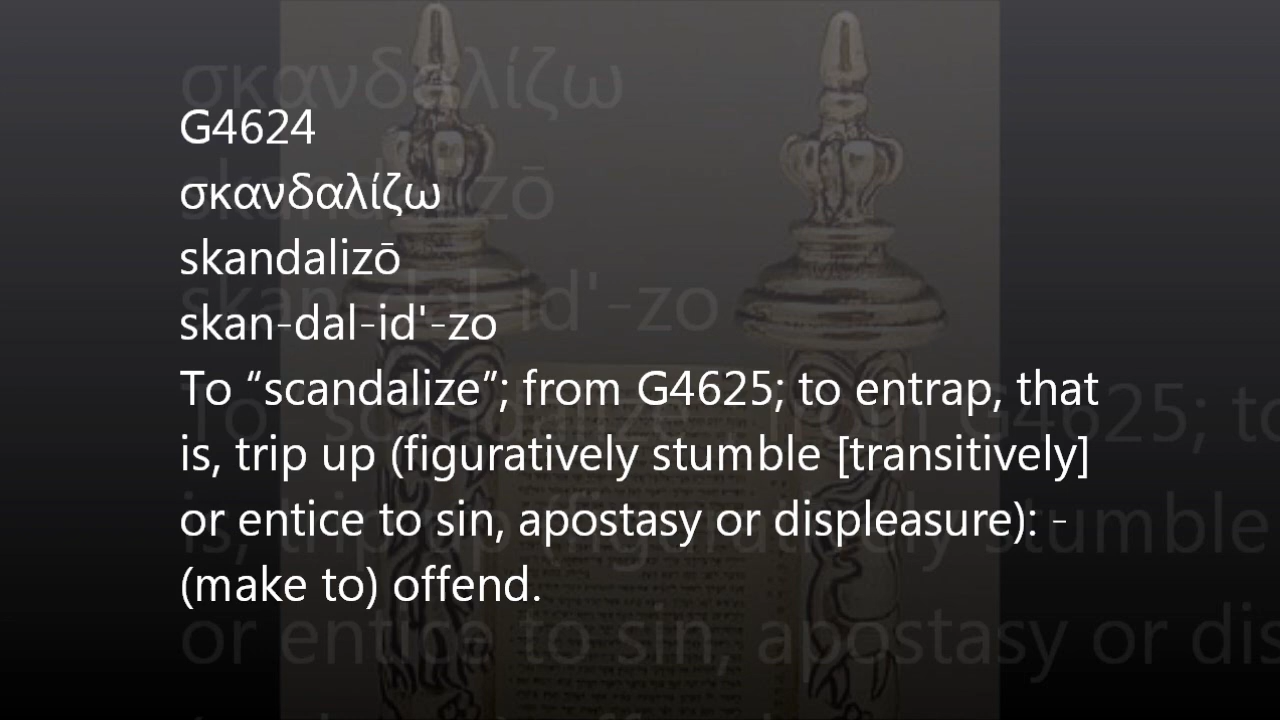 G4624
σκανδαλίζω
skandalizō
skan-dal-id'-zo
To “scandalize”; from G4625; to entrap, that
is, trip up (figuratively stumble [transitively]
or entice to sin, apostasy or displeasure): -
(make to) offend.